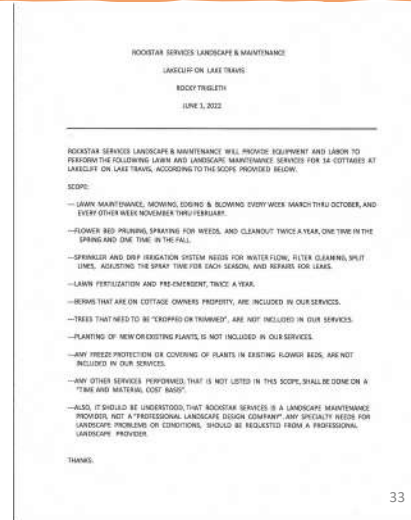 ROCKSTAR SERVICES LANDSCAPE & MAINTENANCE
LAKECLIFF ON LAKE TRAVIS
ROCKY
JUNE 1, 2022
ROCKSTAR SERVICES LANDSCAPE & MAINTENANCE WILL PROVIDE EQUIPMENT AND LABOR TO
PERFORM THE FOLLOWING LAWN AND LANDSCAPE MAINTENANCE SERVICES FOR 14 COTTAGES AT
LAKECLIFF ON LAKE TRAVIS, ACCORDING TO THE SCOPE PROVIDED BELOW.
SCOPE:
— LAWN MAINTENANCE, MOWING, EDGING & BLOWING EVERY WEEK MARCH THRU OCTOBER, AND
EVERY OTHER WEEK NOVEMBER THRU FEBRUARY.
—FLOWER BED PRUNING, SPRAYING FOR WEEDS, AND CLEANOUT TWICE A YEAR, ONE TIME IN THE
SPRING AND ONE TIME IN THE FALL.
—SPRINKLER AND DRIP IRRIGATION SYSTEM NEEDS FOR WATER FLOW, FILTER CLEANING, SPLIT
LINES, ADJUSTING THE SPRAY TIME FOR EACH SEASON, AND REPAIRS FOR LEAKS.
—LAWN FERTILIZATION AND PRE-EMERGENT, TWICE A YEAR.
—BERMS THAT ARE ON COTTAGE OWNERS PROPERTY, ARE INCLUDED IN OUR SERVICES.
—TREES THAT NEED TO BE "CROPPED OR TRIMMED", ARE NOT INCLUDED IN OUR SERVICES.
—PLANTING OF NEW OR EXISTING PLANTS, IS NOT INCLUDED IN OUR SERVICES.
—ANY FREEZE PROTECTION OR COVERING OF PLANTS IN EXISTING FLOWER BEDS, ARE NOT
INCLUDED IN OUR SERVICES.
—ANY OTHER SERVICES PERFORMED, THAT IS NOT LISTED IN THIS SCOPE, SHALL BE DONE ON A
"TIME AND MATERIAL COST BASIS".
—ALSO, IT SHOULD BE UNDERSTOOD, THAT ROCKSTAR SERVICES IS A LANDSCAPE MAINTENANCE
PROVIDER, NOT A "PROFESSIONAL LANDSCAPE DESIGN COMPANY". ANY SPECIALTY NEEDS FOR
LANDSCAPE PROBLEMS OR CONDITIONS, SHOULD BE REQUESTED FROM A PROFESSIONAL
LANDSCAPE PROVIDER.
THANKS.
33